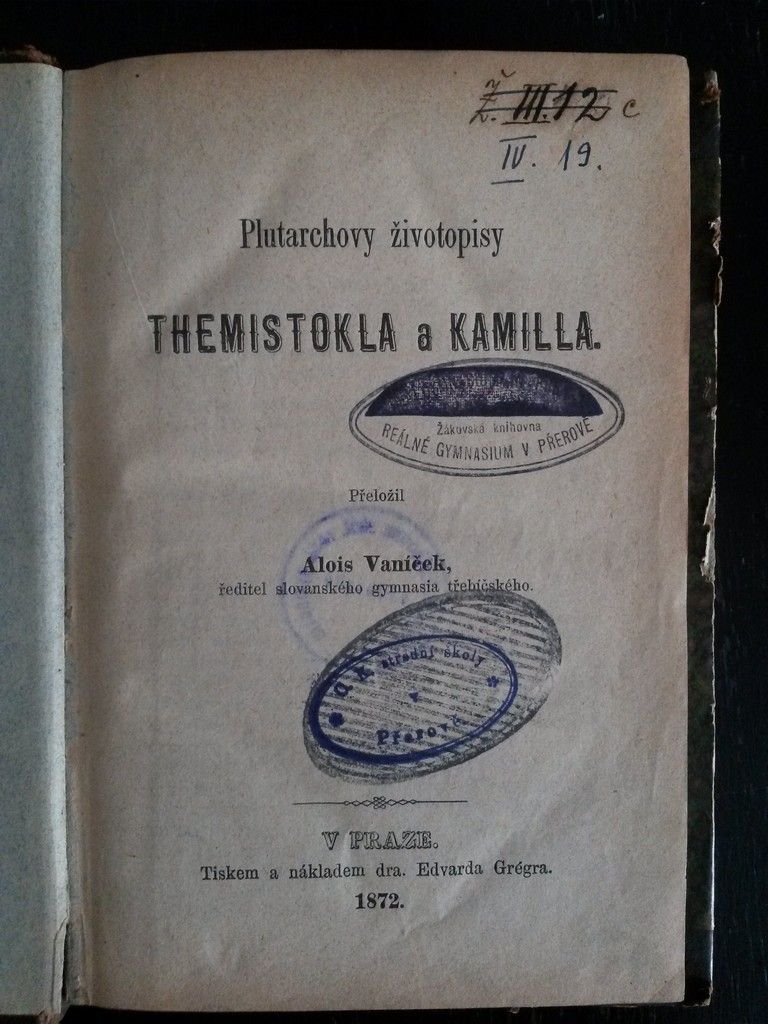 Ž. III. 12 c
IV. 19.
Plutarchovy životopisy
THEMISTOKLA a KAMILLA.
Žákovská knihovna
REÁLNÉ GYMNASIUM V PŘEROVĚ
Přeložil
Alois Vaníček,
ředitel slovanského gymnasia třebíčského.
C. K. střední školy
v
Přerově
V PRAZE.
Tiskem a nákladem dra. Edvarda Grégra.
1872.